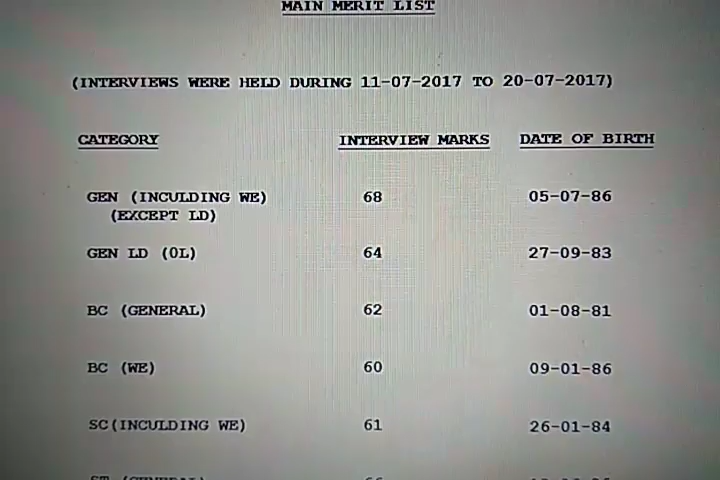 MAIN MERIT LIST
(INTERVIEWS WERE HELD DURING 11-07-2017 TO 20-07-2017)
CATEGORY INTERVIEW MARKS DATE OF BIRTH
GEN (INCULDING WE) 68 05-07-86
(EXCEPT LD)
GEN LD (OL) 64 27-09-83
BC (GENERAL) 62 01-08-81
BC (WE) 60 09-01-86
SC(INCULDING WE) 61 26-01-84